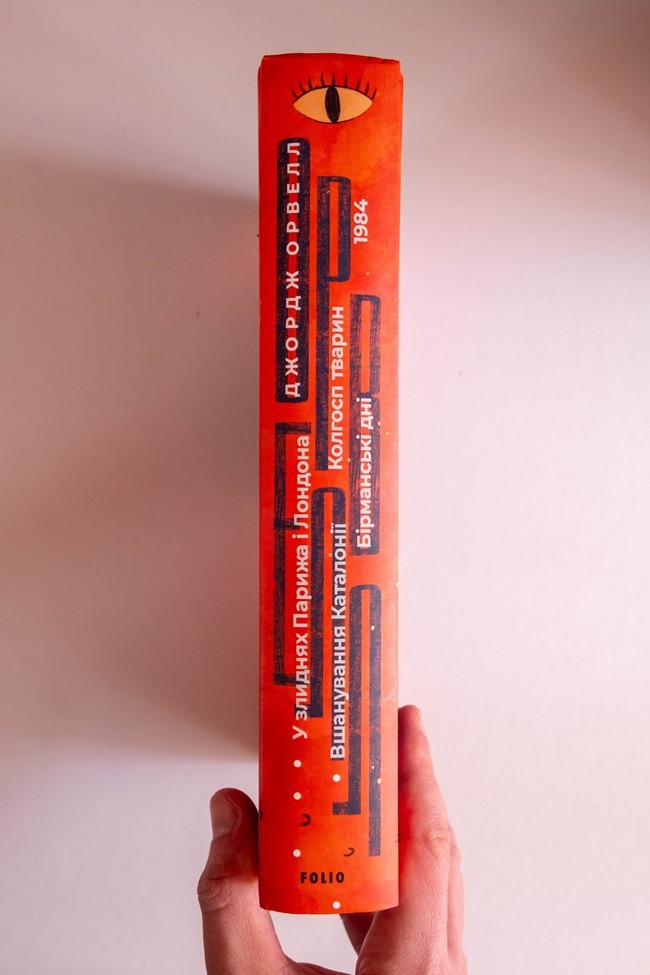 ДЖОРДЖ ОРВЕЛЛ
1984
Колгосп тварин
Бірманські дні
У злиднях Парижа і Лондона
Вшанування Каталонії
FOLIO